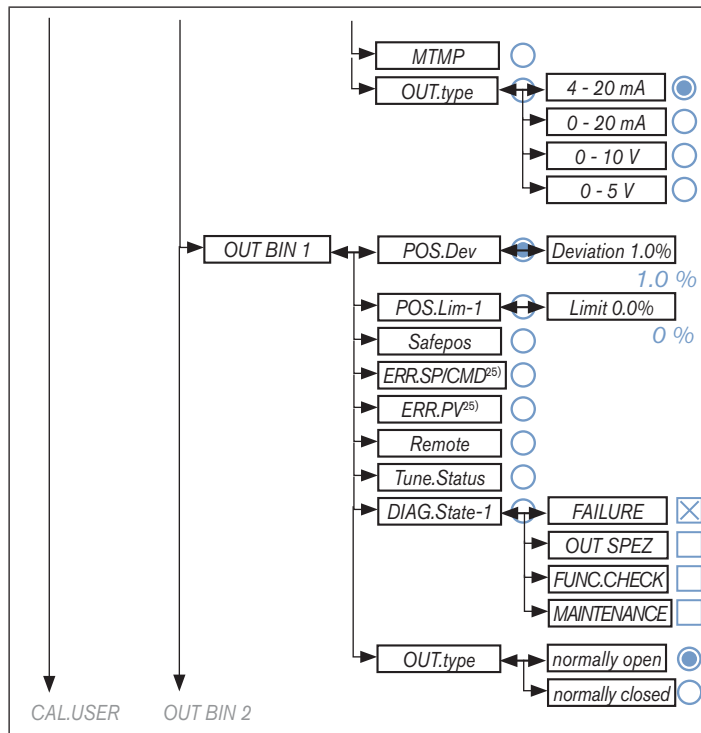 MTMP
OUT.type
4 - 20 mA
0 - 20 mA
0 - 10 V
0 - 5 V
OUT BIN 1
POS.Dev
Deviation 1.0%
1.0 %
POS.Lim-1
Limit 0.0%
0 %
Safepos
ERR.SP/CMD25)
ERR.PV25)
Remote
Tune.Status
DIAG.State-1
FAILURE
OUT SPEZ
FUNC.CHECK
MAINTENANCE
OUT.type
normally open
normally closed
CAL.USER
OUT BIN 2